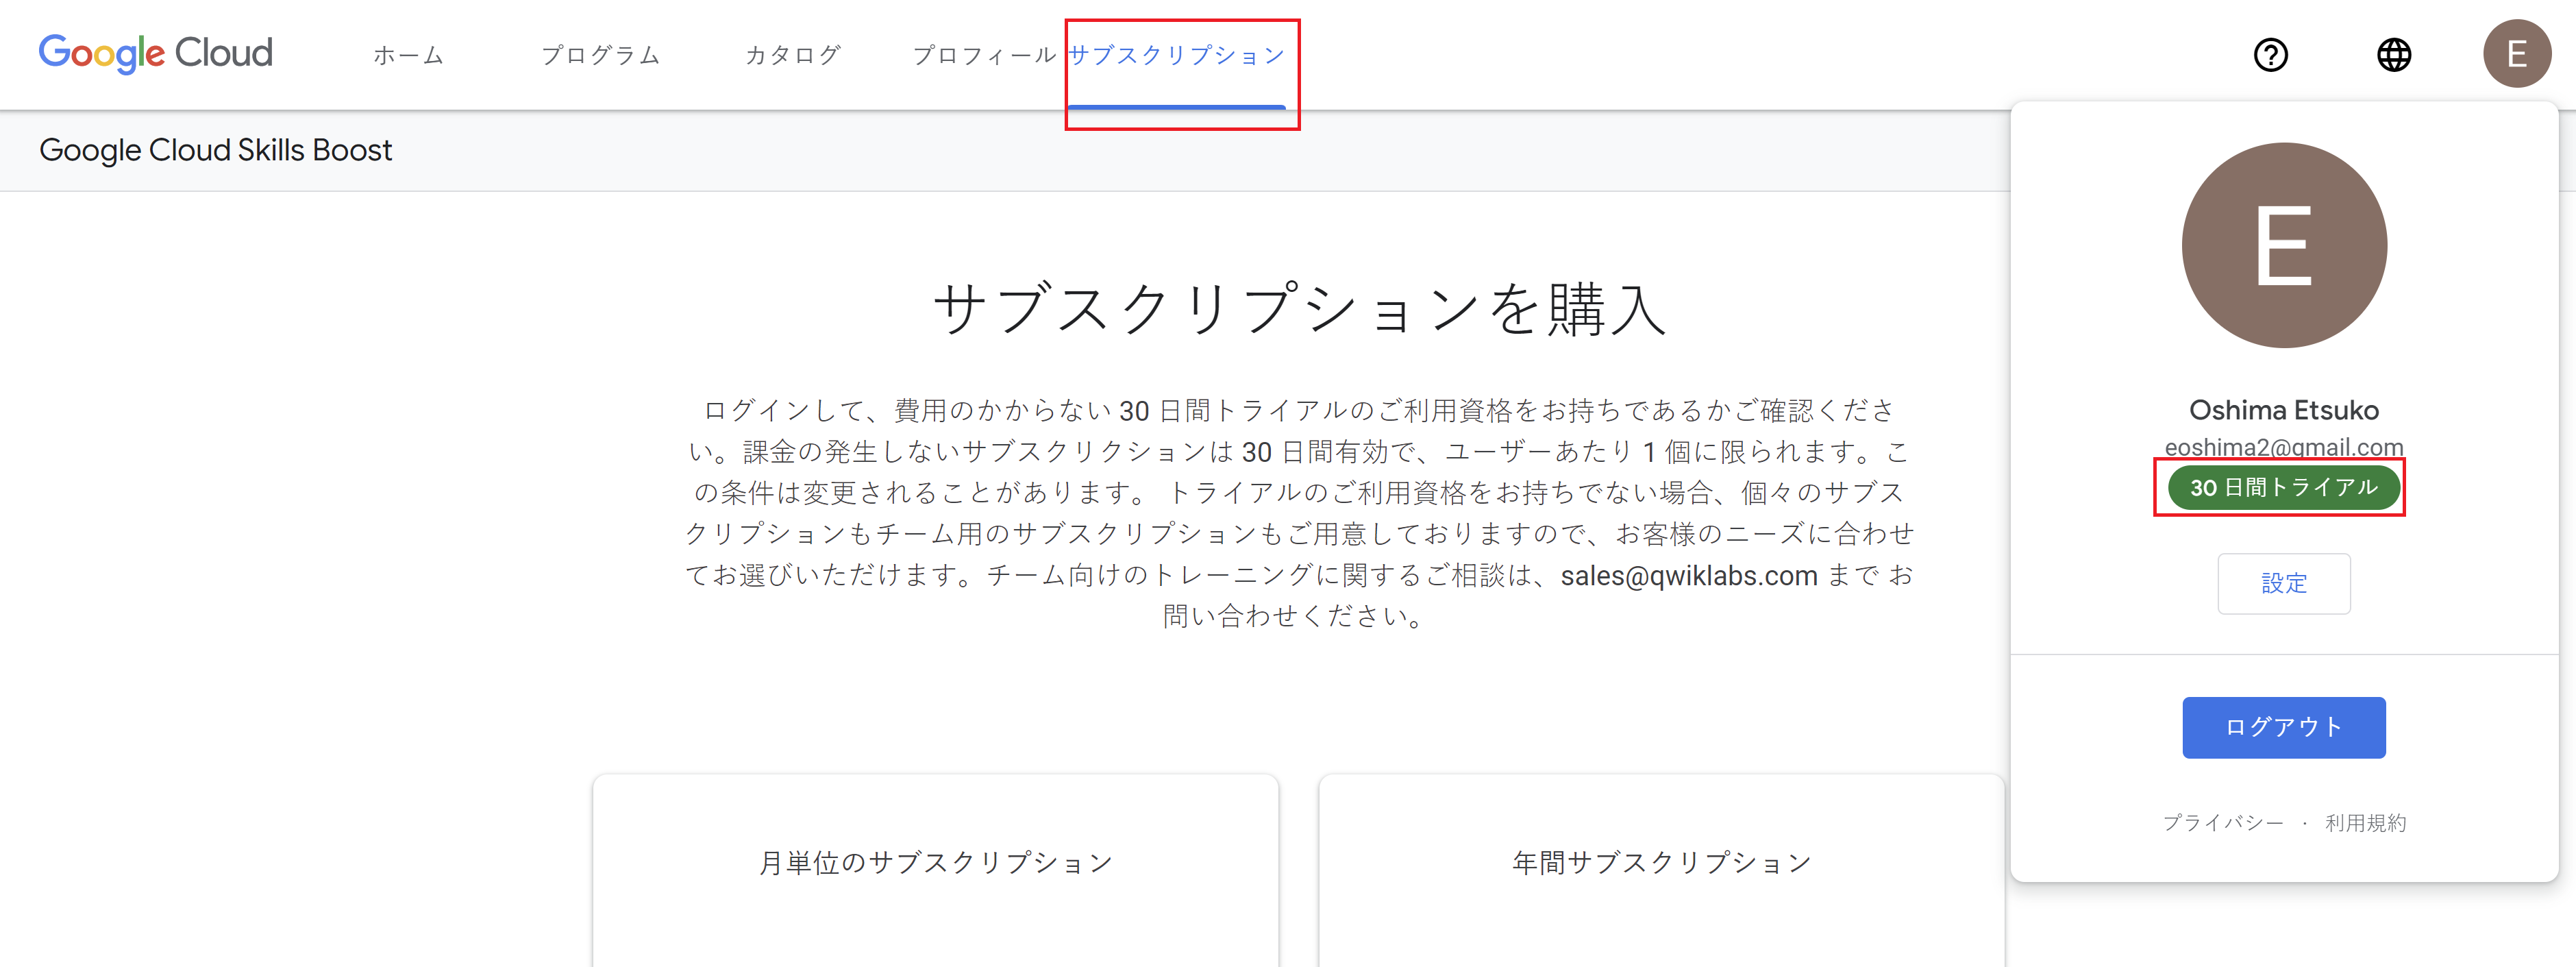 Google Cloud
ホーム
プログラム
カタログ
プロフィール
サブスクリプション
E
Google Cloud Skills Boost
サブスクリプションを購入
ログインして、費用のかからない 30 日間トライアルのご利用資格をお持ちであるかご確認くださ
い。課金の発生しないサブスクリクションは 30 日間有効で、ユーザーあたり 1 個に限られます。こ
の条件は変更されることがあります。 トライアルのご利用資格をお持ちでない場合、個々のサブス
クリプションもチーム用のサブスクリプションもご用意しておりますので、お客様のニーズに合わせ
てお選びいただけます。チーム向けのトレーニングに関するご相談は、sales@qwiklabs.com まで お
問い合わせください。
月単位のサブスクリプション
年間サブスクリプション
E
Oshima Etsuko
eoshima2@gmail.com
30 日間トライアル
設定
ログアウト
プライバシー ・ 利用規約